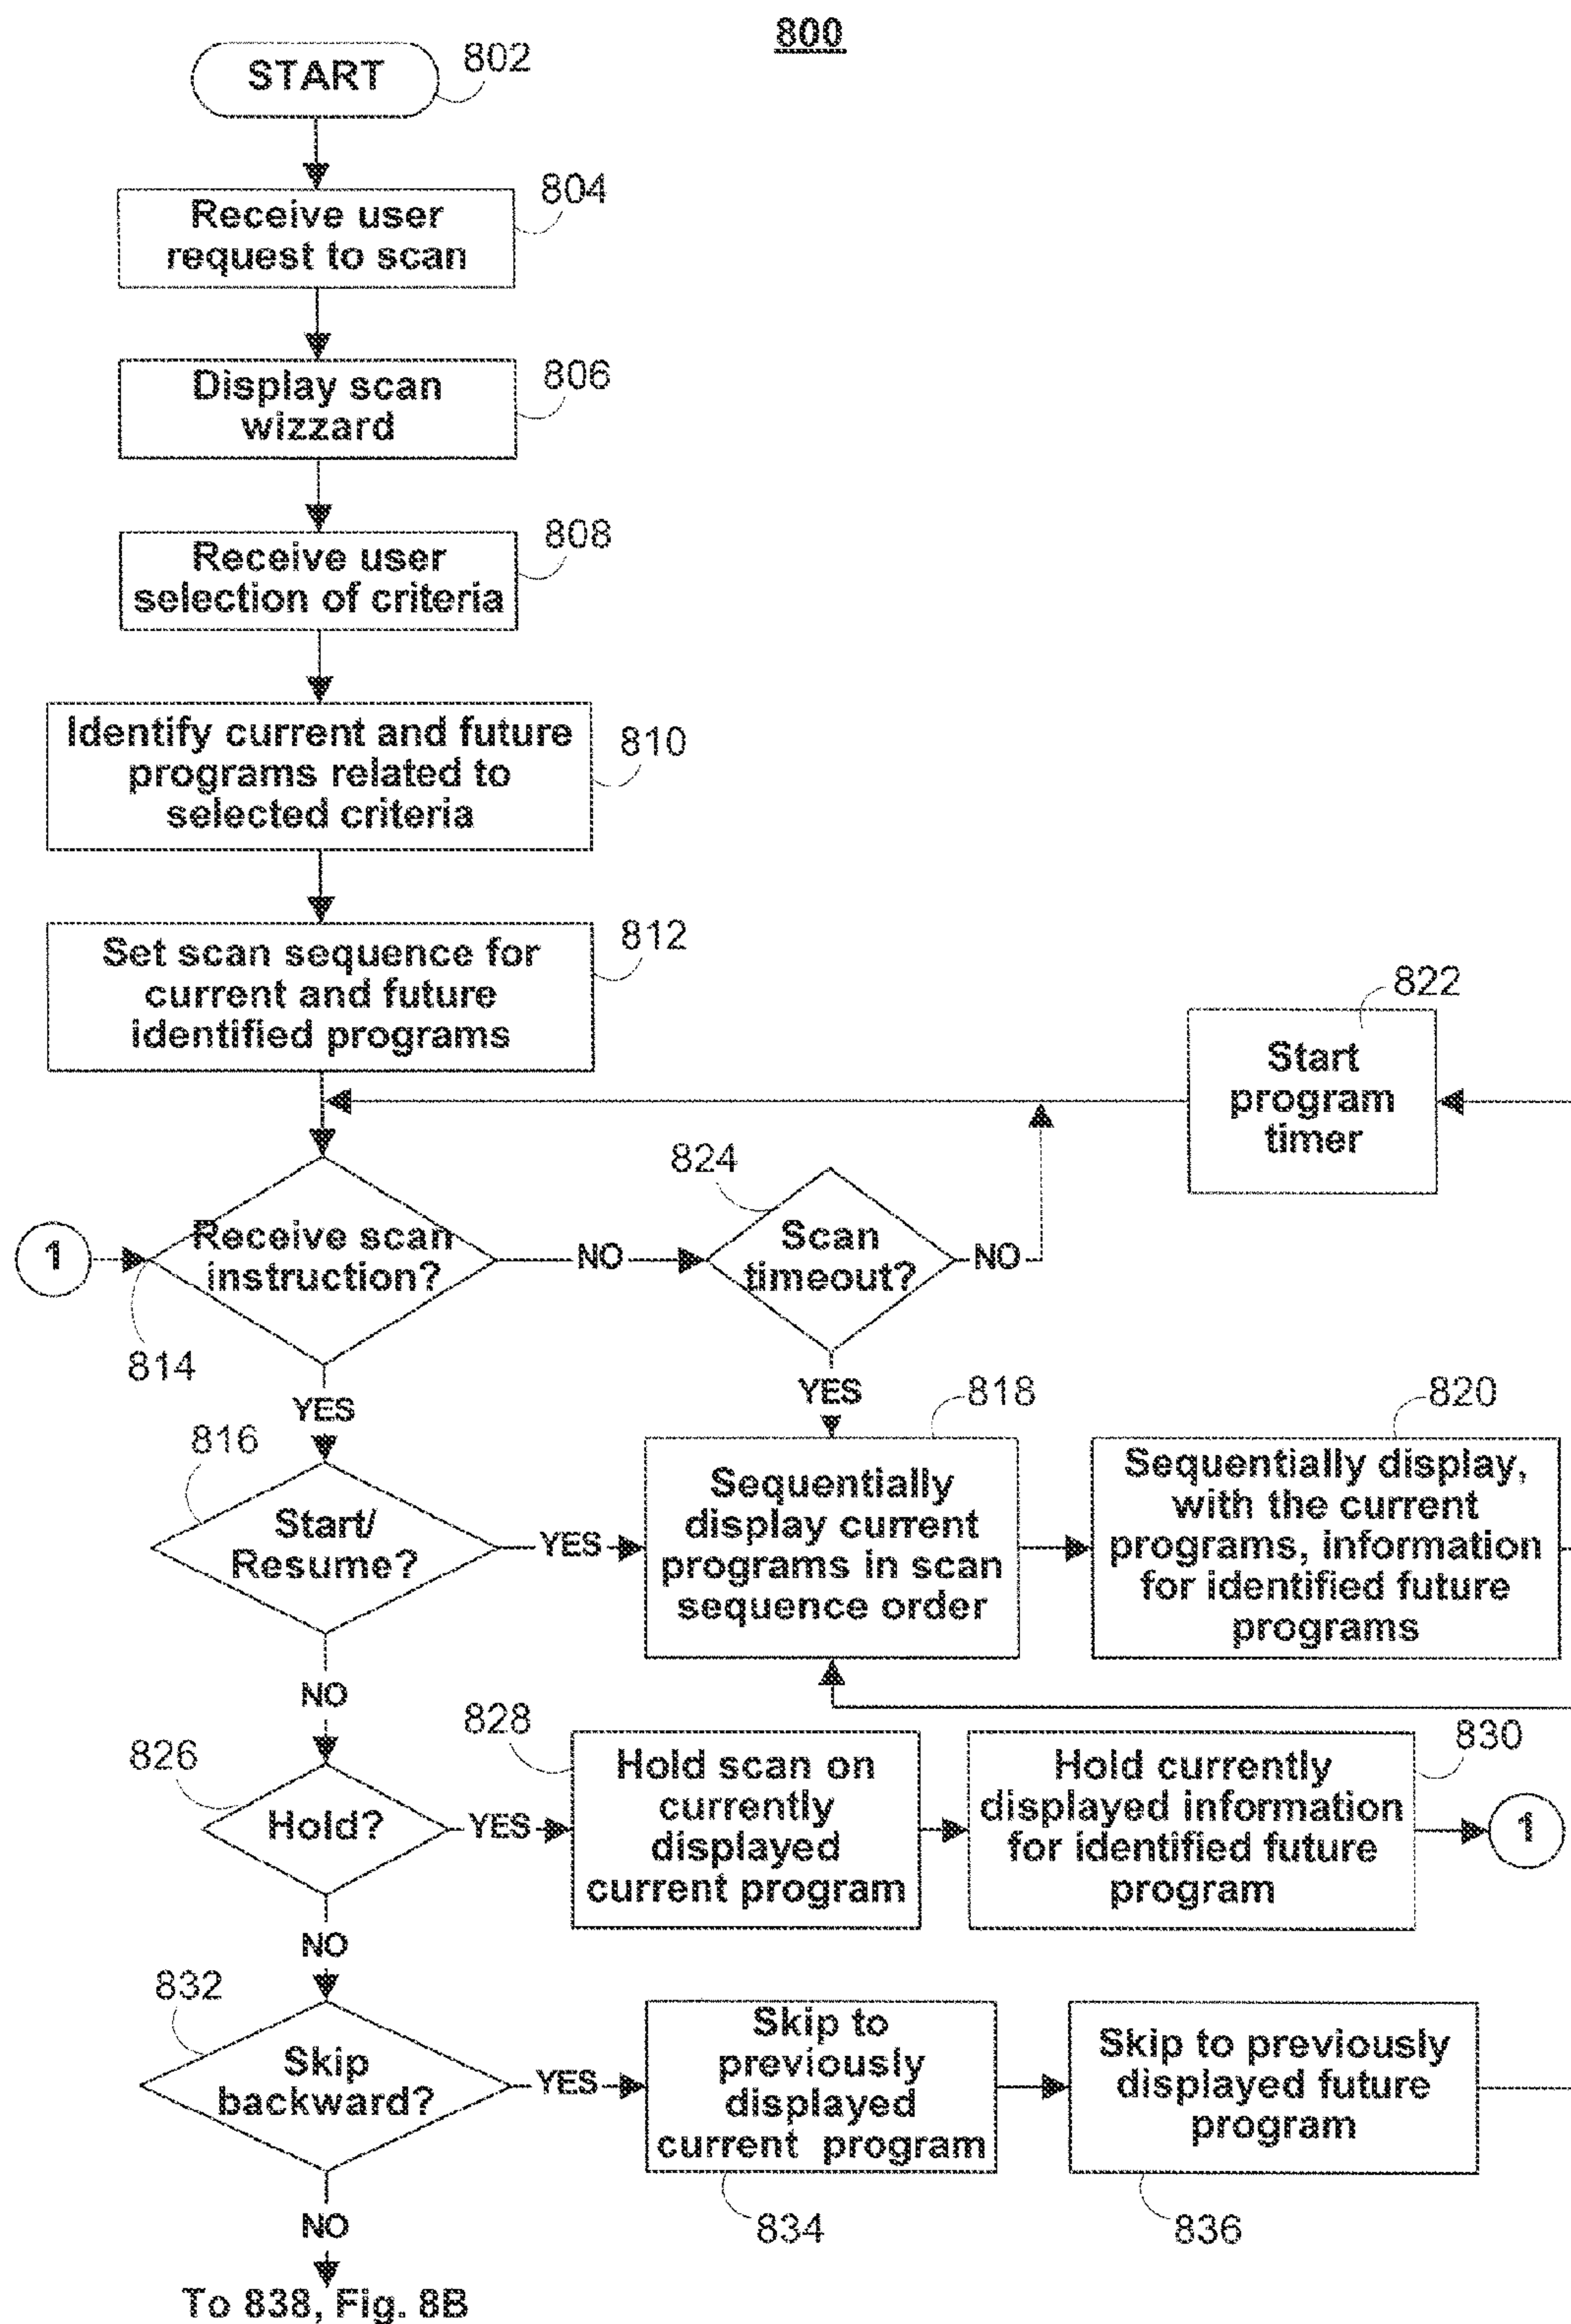 800
START
802
Receive user
request to scan
804
Display scan
wizzard
806
Receive user
selection of criteria
808
Identify current and future
programs related to
selected criteria
810
Set scan sequence for
current and future
identified programs
812
822
Start
program
timer
1
Receive scan
instruction?
814
NO
824
Scan
timeout?
NO
YES
YES
816
Start/
Resume?
YES
818
Sequentially
display current
programs in scan
sequence order
820
Sequentially display,
with the current
programs, information
for identified future
programs
NO
826
Hold?
YES
828
Hold scan on
currently
displayed
current program
830
Hold currently
displayed information
for identified future
program
1
NO
832
Skip
backward?
YES
Skip to
previously
displayed
current program
834
Skip to previously
displayed future
program
836
NO
To 838, Fig. 8B